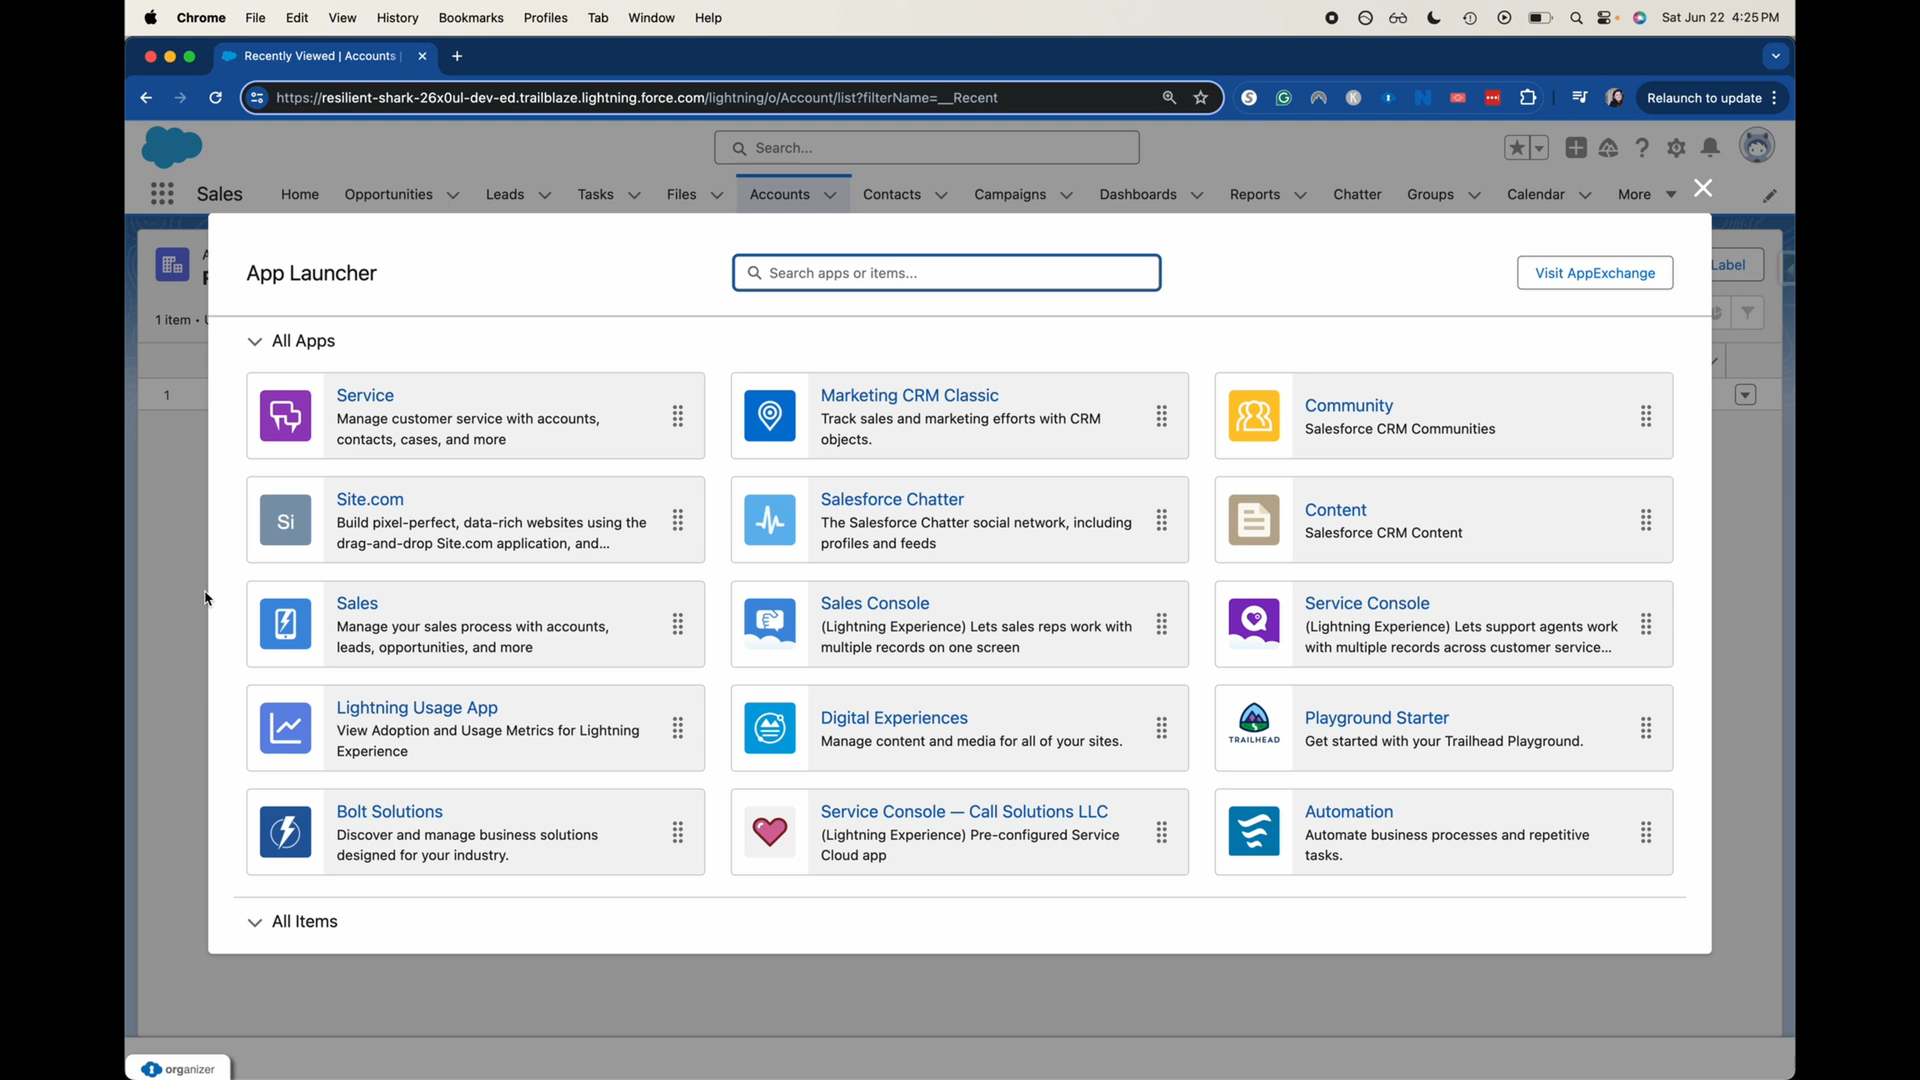 Chrome File Edit View History Bookmarks Profiles Tab Window Help Sat Jun 22 4:25 PM
Recently Viewed | Accounts |
https://resilient-shark-26x0ul-dev-ed.trailblaze.lightning.force.com/lightning/o/Account/list?filterName=__Recent
Relaunch to update
Search...
Sales Home Opportunities Leads Tasks Files Accounts Contacts Campaigns Dashboards Reports Chatter Groups Calendar More
App Launcher
Search apps or items...
Visit AppExchange
Label
1 item •
All Apps
1
Service
Manage customer service with accounts,
contacts, cases, and more
Marketing CRM Classic
Track sales and marketing efforts with CRM
objects.
Community
Salesforce CRM Communities
Si
Site.com
Build pixel-perfect, data-rich websites using the
drag-and-drop Site.com application, and...
Salesforce Chatter
The Salesforce Chatter social network, including
profiles and feeds
Content
Salesforce CRM Content
Sales
Manage your sales process with accounts,
leads, opportunities, and more
Sales Console
(Lightning Experience) Lets sales reps work with
multiple records on one screen
Service Console
(Lightning Experience) Lets support agents work
with multiple records across customer service...
Lightning Usage App
View Adoption and Usage Metrics for Lightning
Experience
Digital Experiences
Manage content and media for all of your sites.
TRAILHEAD
Playground Starter
Get started with your Trailhead Playground.
Bolt Solutions
Discover and manage business solutions
designed for your industry.
Service Console — Call Solutions LLC
(Lightning Experience) Pre-configured Service
Cloud app
Automation
Automate business processes and repetitive
tasks.
All Items
organizer